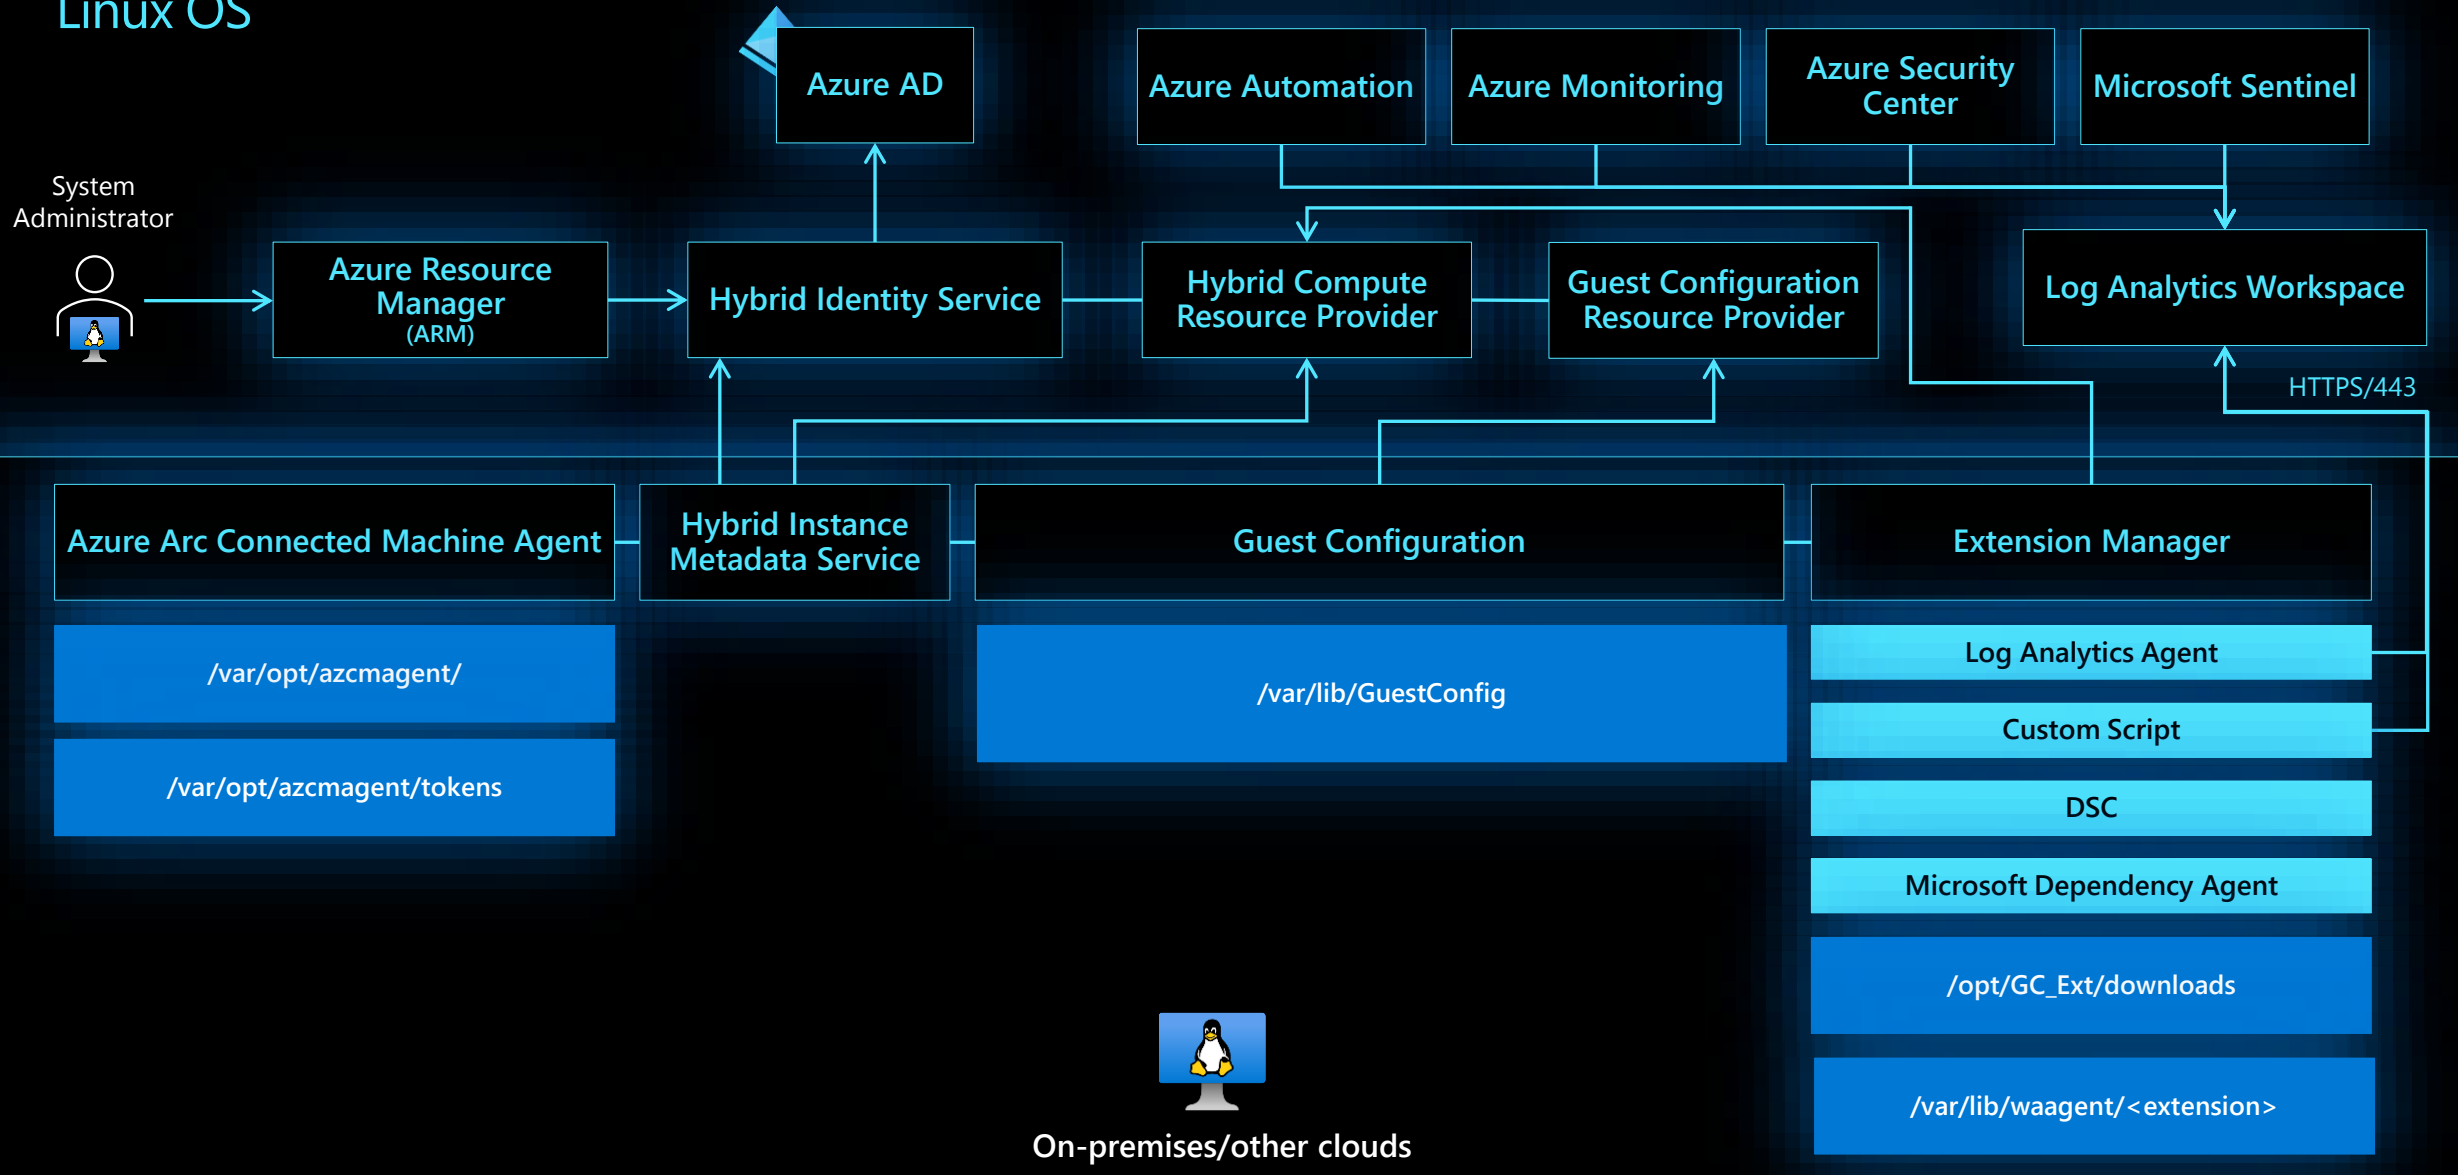 Linux OS
Azure AD
Azure Automation
Azure Monitoring
Azure Security
Center
Microsoft Sentinel
System
Administrator
Azure Resource
Manager
(ARM)
Hybrid Identity Service
Hybrid Compute
Resource Provider
Guest Configuration
Resource Provider
Log Analytics Workspace
HTTPS/443
Azure Arc Connected Machine Agent
Hybrid Instance
Metadata Service
Guest Configuration
Extension Manager
/var/opt/azcmagent/
/var/opt/azcmagent/tokens
/var/lib/GuestConfig
Log Analytics Agent
Custom Script
DSC
Microsoft Dependency Agent
/opt/GC_Ext/downloads
/var/lib/waagent/<extension>
On-premises/other clouds